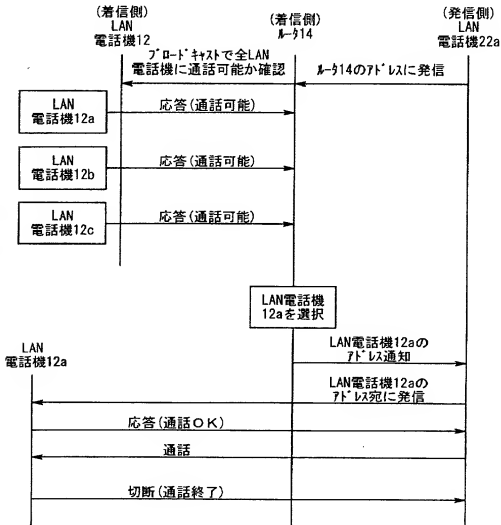 (着信側)
LAN
電話機12
(着信側)
ルータ14
(発信側)
LAN
電話機22a
ブロードキャストで全LAN
電話機に通話可能か確認
ルータ14のアドレスに発信
LAN
電話機12a
応答(通話可能)
LAN
電話機12b
応答(通話可能)
LAN
電話機12c
応答(通話可能)
LAN電話機
12aを選択
LAN電話機12aの
アドレス通知
LAN
電話機12a
LAN電話機12aの
アドレス宛に発信
応答(通話OK)
通話
切断(通話終了)